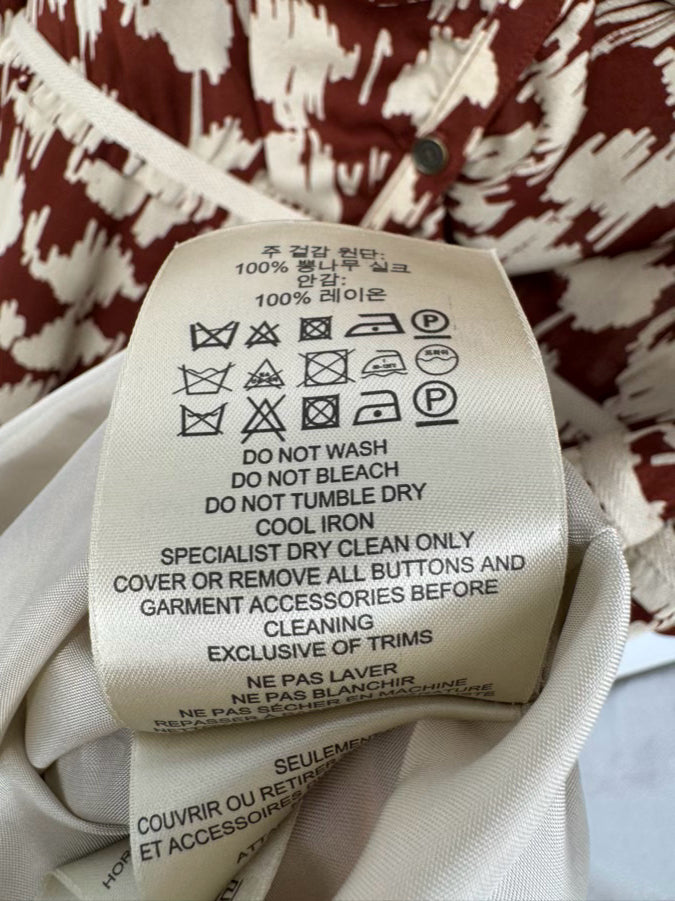 주 겉감 원단:
100% 뽕나무 실크
안감:
100% 레이온
P
P
DO NOT WASH
DO NOT BLEACH
DO NOT TUMBLE DRY
COOL IRON
SPECIALIST DRY CLEAN ONLY
COVER OR REMOVE ALL BUTTONS AND
GARMENT ACCESSORIES BEFORE
CLEANING
EXCLUSIVE OF TRIMS
NE PAS LAVER
NE PAS BLANCHIR
NE PAS SÉCHER EN MACHINE
REPASSER À
COUVRIR OU RETIRER
ET ACCESSOIRES